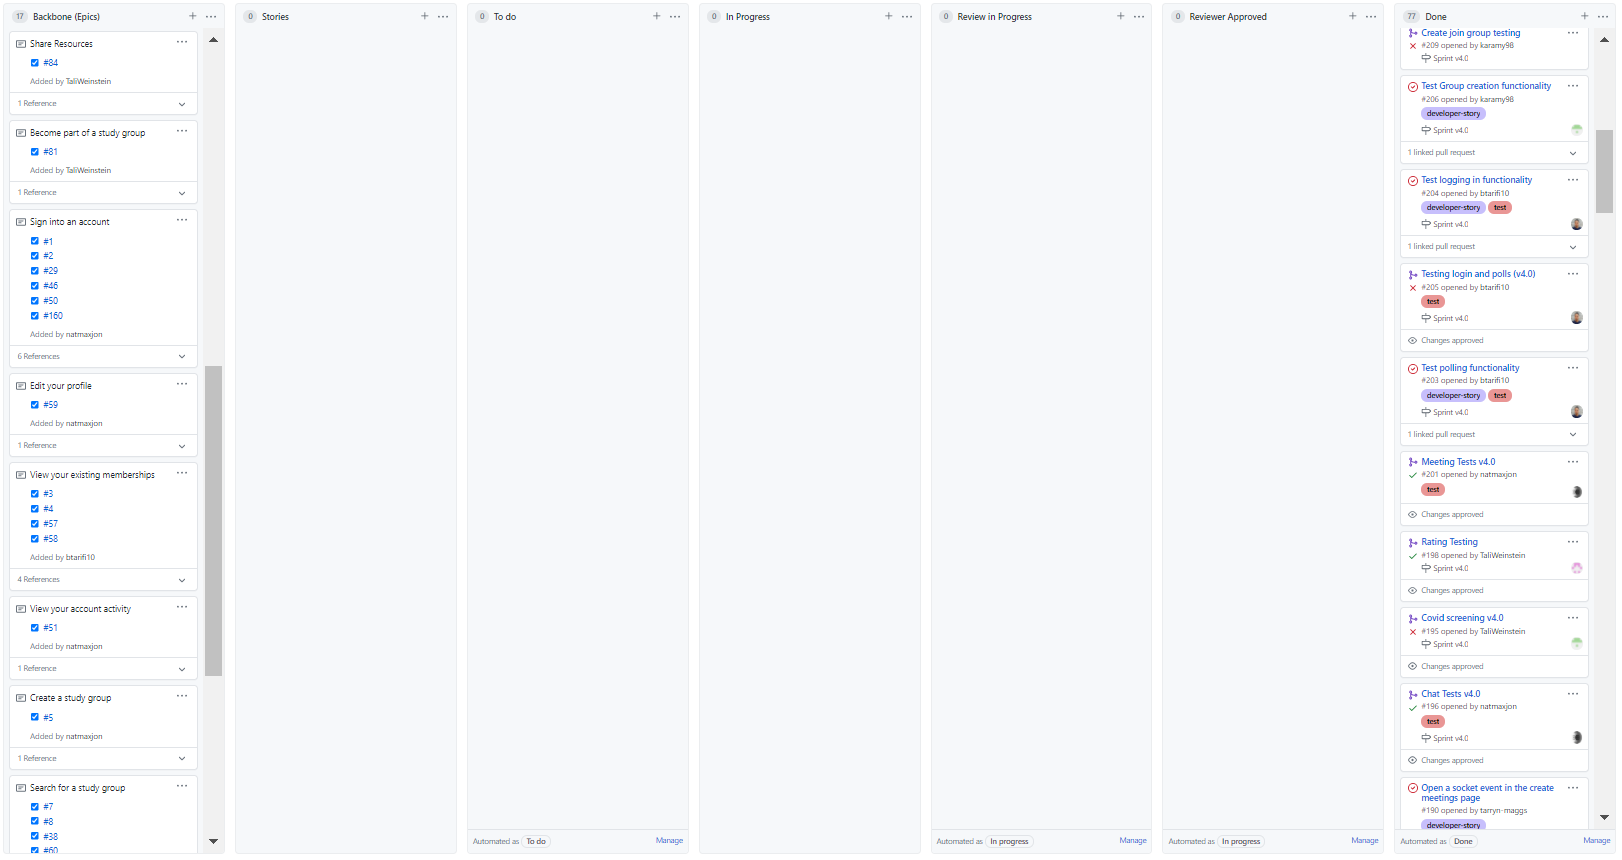 17 Backbone (Epics)
Share Resources
#84
Added by TaliWeinstein
1 Reference
Become part of a study group
#81
Added by TaliWeinstein
1 Reference
Sign into an account
#1
#2
#29
#46
#50
#160
Added by natmaxjon
6 References
Edit your profile
#59
Added by natmaxjon
1 Reference
View your existing memberships
#3
#4
#57
#58
Added by btarifi10
4 References
View your account activity
#51
Added by natmaxjon
1 Reference
Create a study group
#5
Added by natmaxjon
1 Reference
Search for a study group
#7
#8
#38
#60
0 Stories
0 To do
Automated as To do Manage
0 In Progress
0 Review in Progress
Automated as In progress Manage
0 Reviewer Approved
Automated as In progress Manage
77 Done
Create join group testing
#209 opened by karamy98
Sprint v4.0
Test Group creation functionality
#206 opened by karamy98
developer-story
Sprint v4.0
1 linked pull request
Test logging in functionality
#204 opened by btarifi10
developer-story test
Sprint v4.0
1 linked pull request
Testing login and polls (v4.0)
#205 opened by btarifi10
test
Sprint v4.0
Changes approved
Test polling functionality
#203 opened by btarifi10
developer-story test
Sprint v4.0
1 linked pull request
Meeting Tests v4.0
#201 opened by natmaxjon
test
Changes approved
Rating Testing
#198 opened by TaliWeinstein
Sprint v4.0
Changes approved
Covid screening v4.0
#195 opened by TaliWeinstein
Sprint v4.0
Changes approved
Chat Tests v4.0
#196 opened by natmaxjon
test
Sprint v4.0
Changes approved
Open a socket event in the create
meetings page
#190 opened by tarryn-maggs
developer-story
Automated as Done Manage